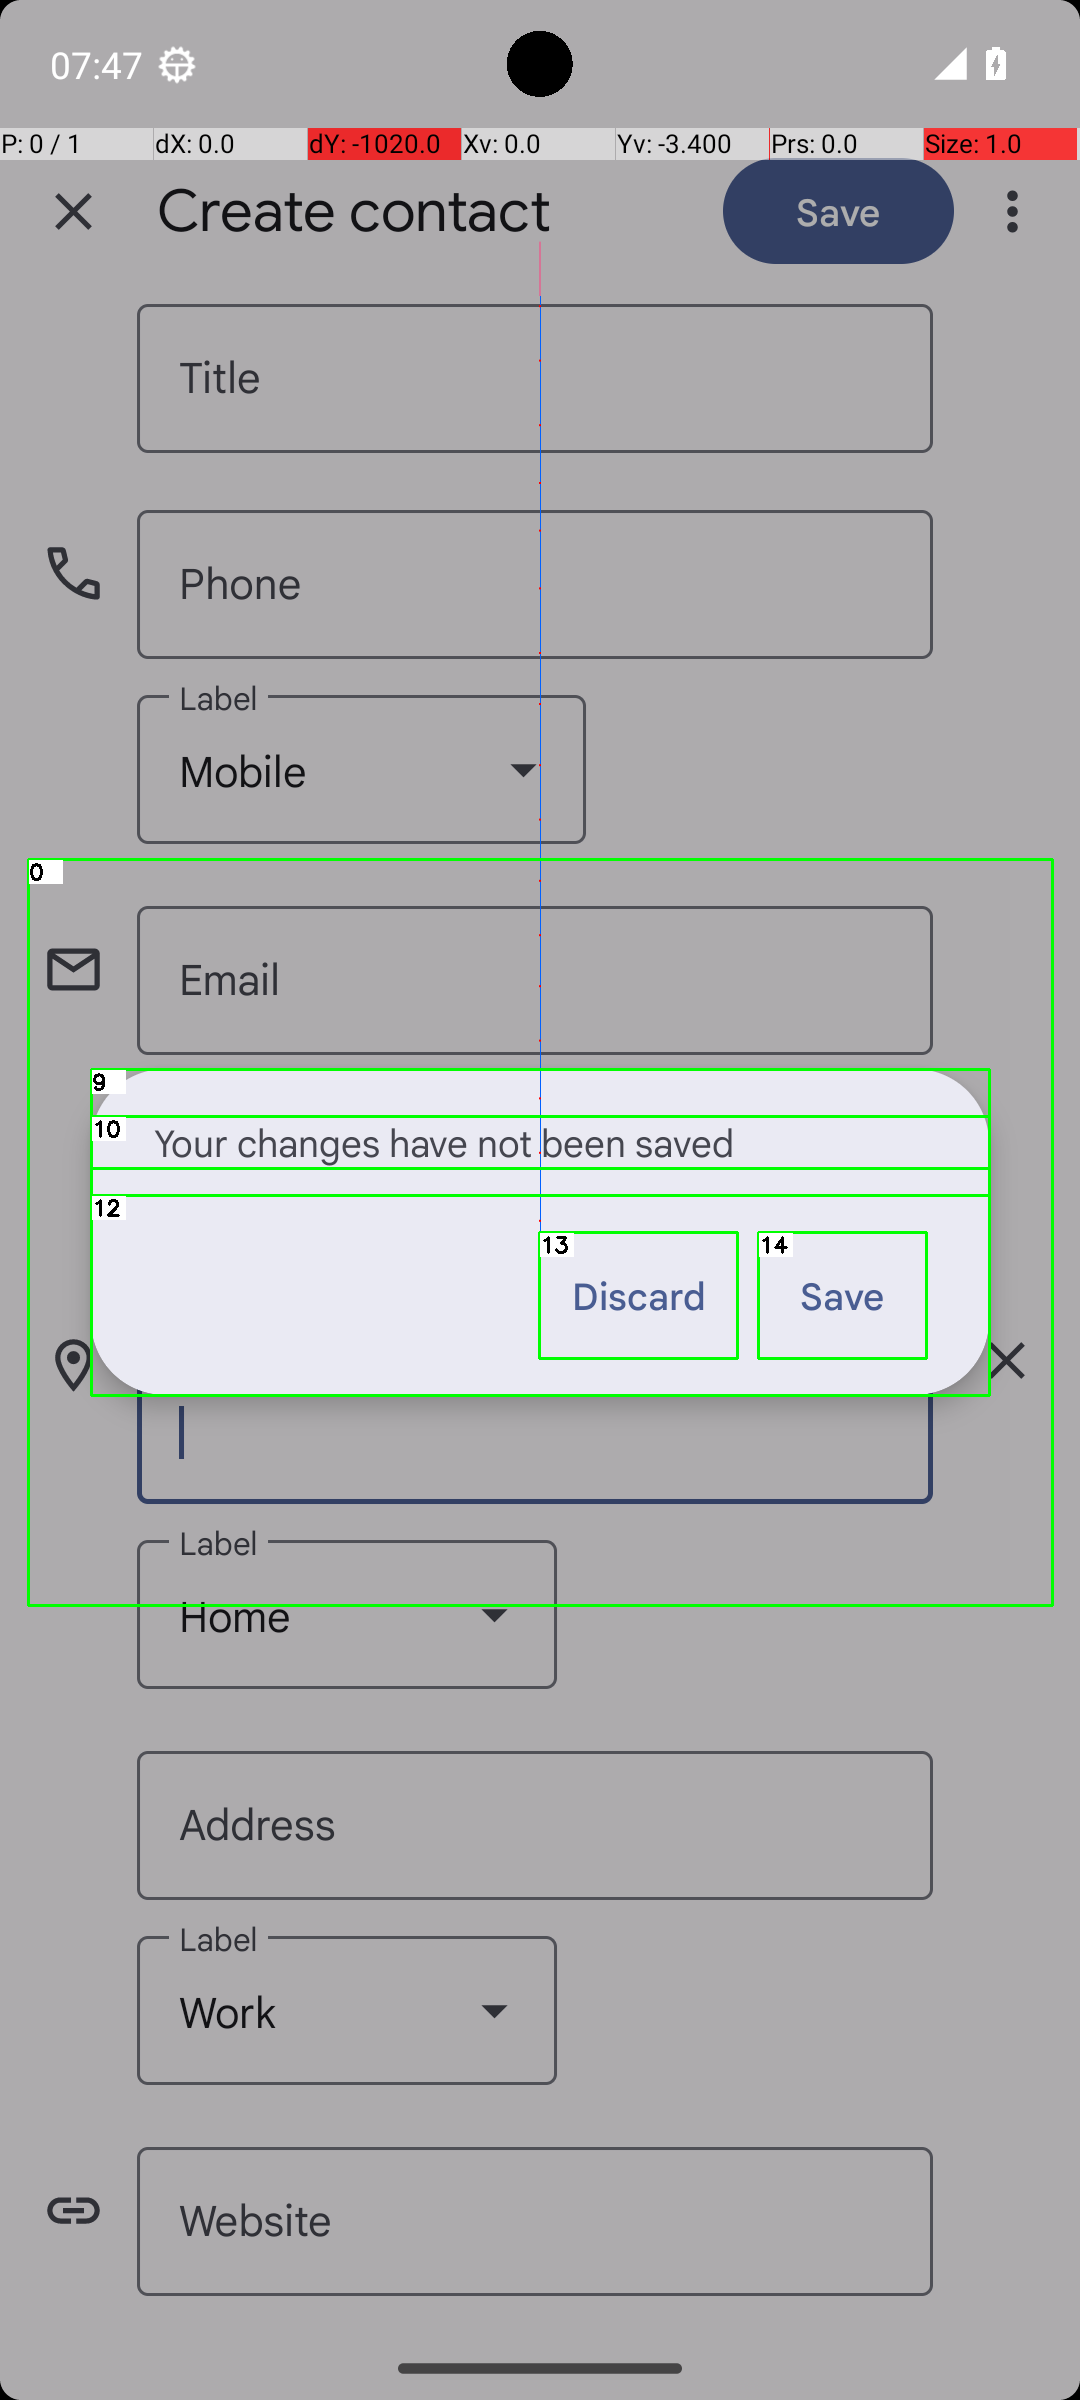 07:47
P: 0 / 1 dX: 0.0 dY: -1020.0 Xv: 0.0 Yv: -3.400 Prs: 0.0 Size: 1.0
Create contact Save
Title
Phone
Label
Mobile
0
Email
9
10 Your changes have not been saved
12
13 14
Discard Save
Label
Home
Address
Label
Work
Website